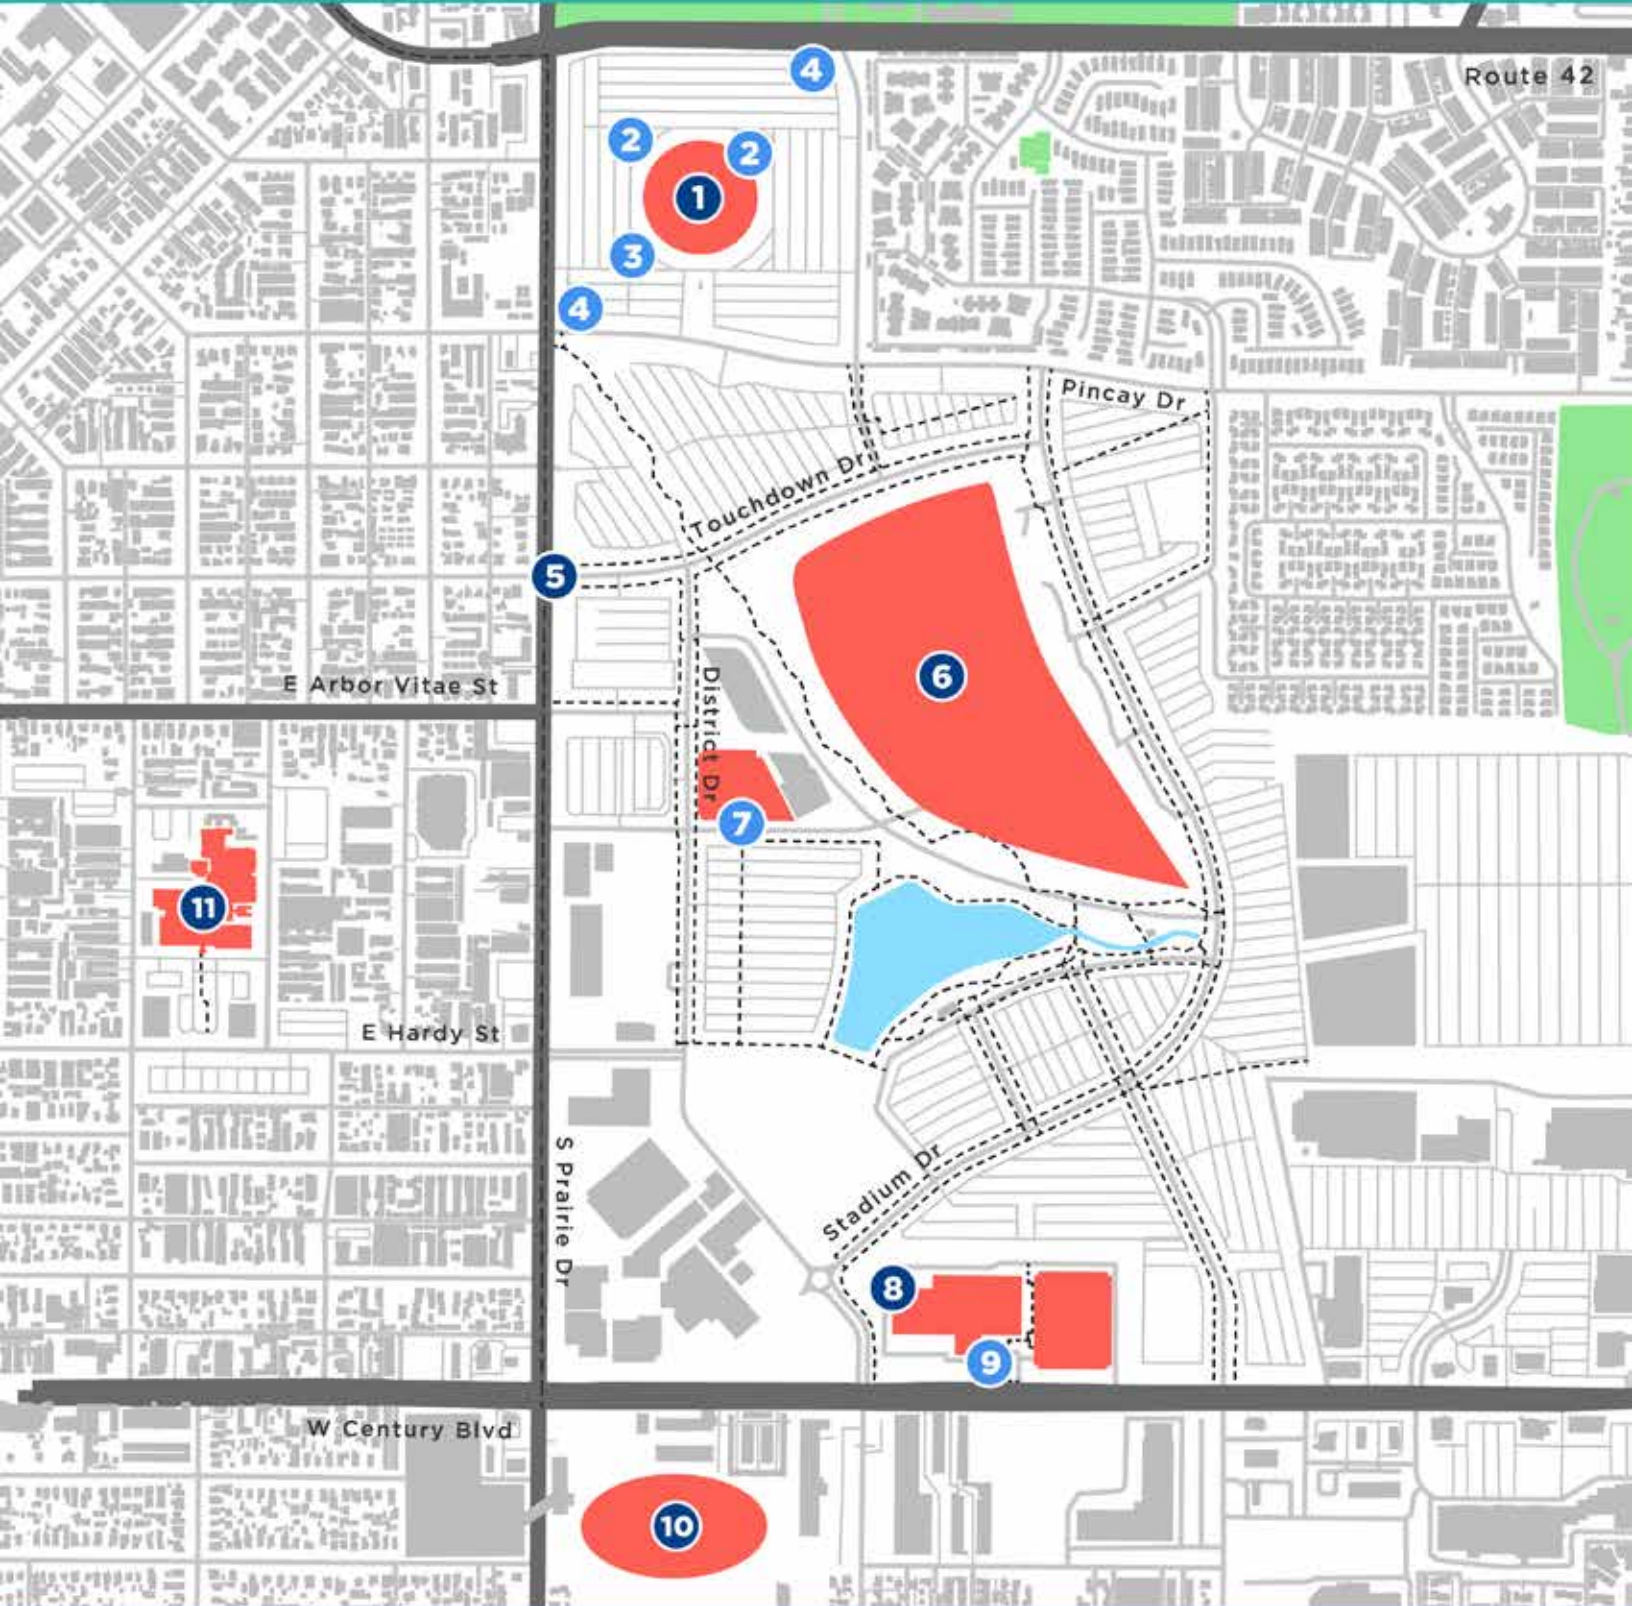 4
Route 42
2
2
1
3
4
Pincay Dr
Touchdown Dr
5
6
E Arbor Vitae St
District Dr
7
11
E Hardy St
S Prairie Dr
Stadium Dr
8
9
W Century Blvd
10